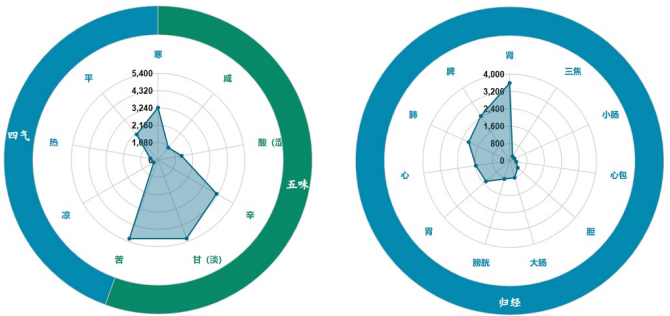 寒
平
咸
5,400
4,320
3,240
2,160
1,080
0
热
酸（涩
四气
五味
凉
辛
苦
甘（淡）
肾
脾
三焦
4,000
3,200
2,400
1,600
800
0
肺
小肠
心
心包
胃
胆
膀胱
大肠
归经